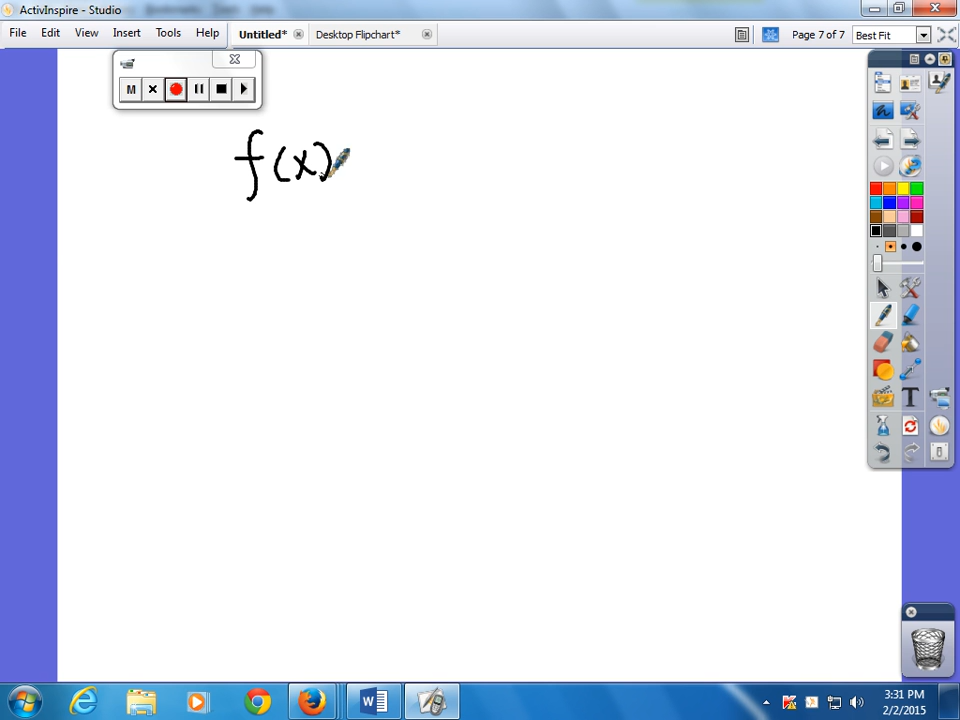 ActivInspire - Studio
File Edit View Insert Tools Help Untitled* Desktop Flipchart* Page 7 of 7 Best Fit
M
f(x)
T
W
3:31 PM
2/2/2015